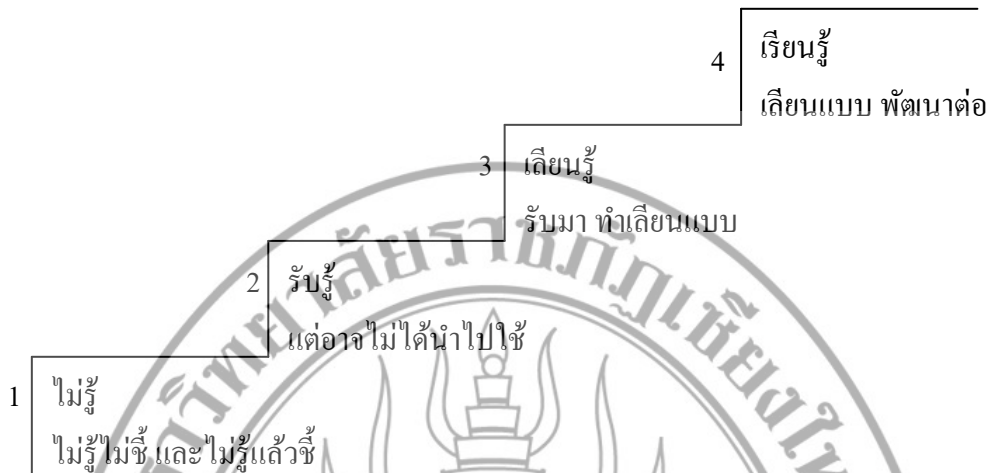 4 เรียนรู้
เลียนแบบ พัฒนาต่อ
3 เลียนรู้
รับมา ทำเลียนแบบ
2 รับรู้
แต่อาจไม่ได้นำไปใช้
1 ไม่รู้
ไม่รู้ไม่ชี้ และไม่รู้แล้วชี้